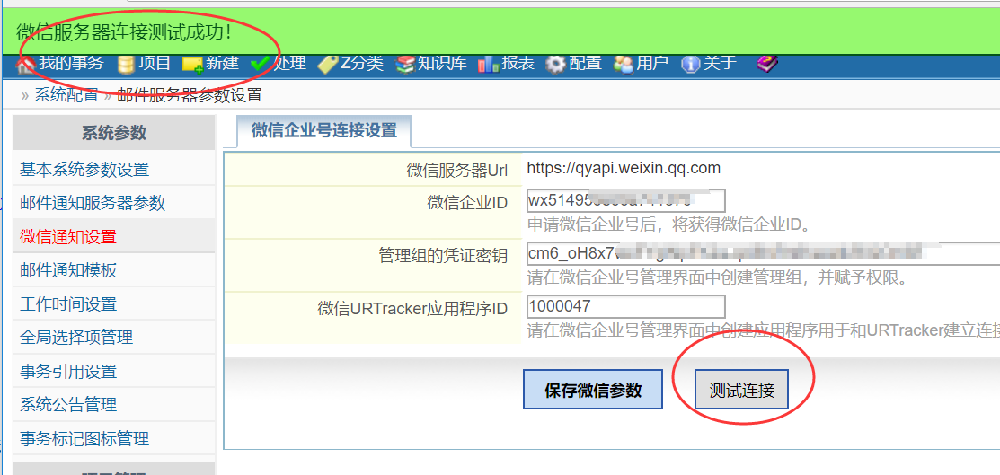 微信服务器连接测试成功！
我的事务 项目 新建 处理 Z分类 知识库 报表 配置 用户 关于
» 系统配置 » 邮件服务器参数设置
系统参数
基本系统参数设置
邮件通知服务器参数
微信通知设置
邮件通知模板
工作时间设置
全局选择项管理
事务引用设置
系统公告管理
事务标记图标管理
微信企业号连接设置
微信服务器Url https://qyapi.weixin.qq.com
微信企业ID wx51495
申请微信企业号后，将获得微信企业ID。
管理组的凭证密钥 cm6_oH8x7
请在微信企业号管理界面中创建管理组，并赋予权限。
微信URTracker应用程序ID 1000047
请在微信企业号管理界面中创建应用程序用于和URTracker建立连接
保存微信参数 测试连接